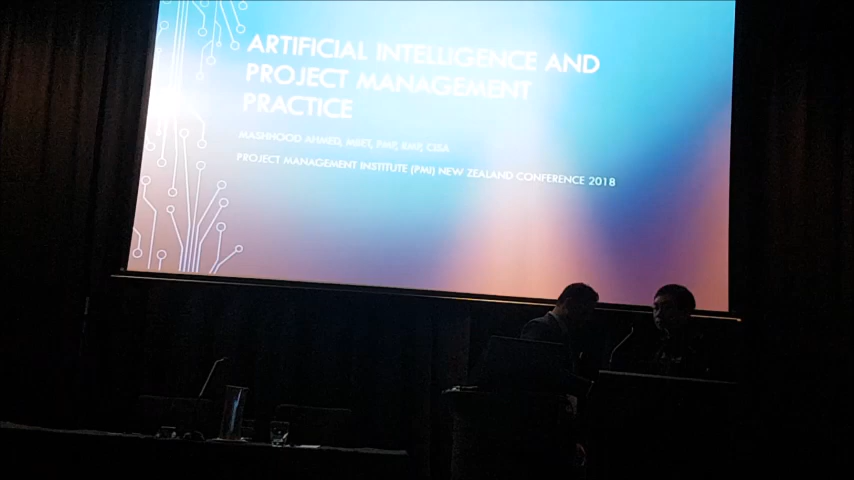 ARTIFICIAL INTELLIGENCE AND
PROJECT MANAGEMENT
PRACTICE
MASHHOOD AHMED, PMP, RMP, CISA
PROJECT MANAGEMENT INSTITUTE (PMI) NEW ZEALAND CONFERENCE 2018